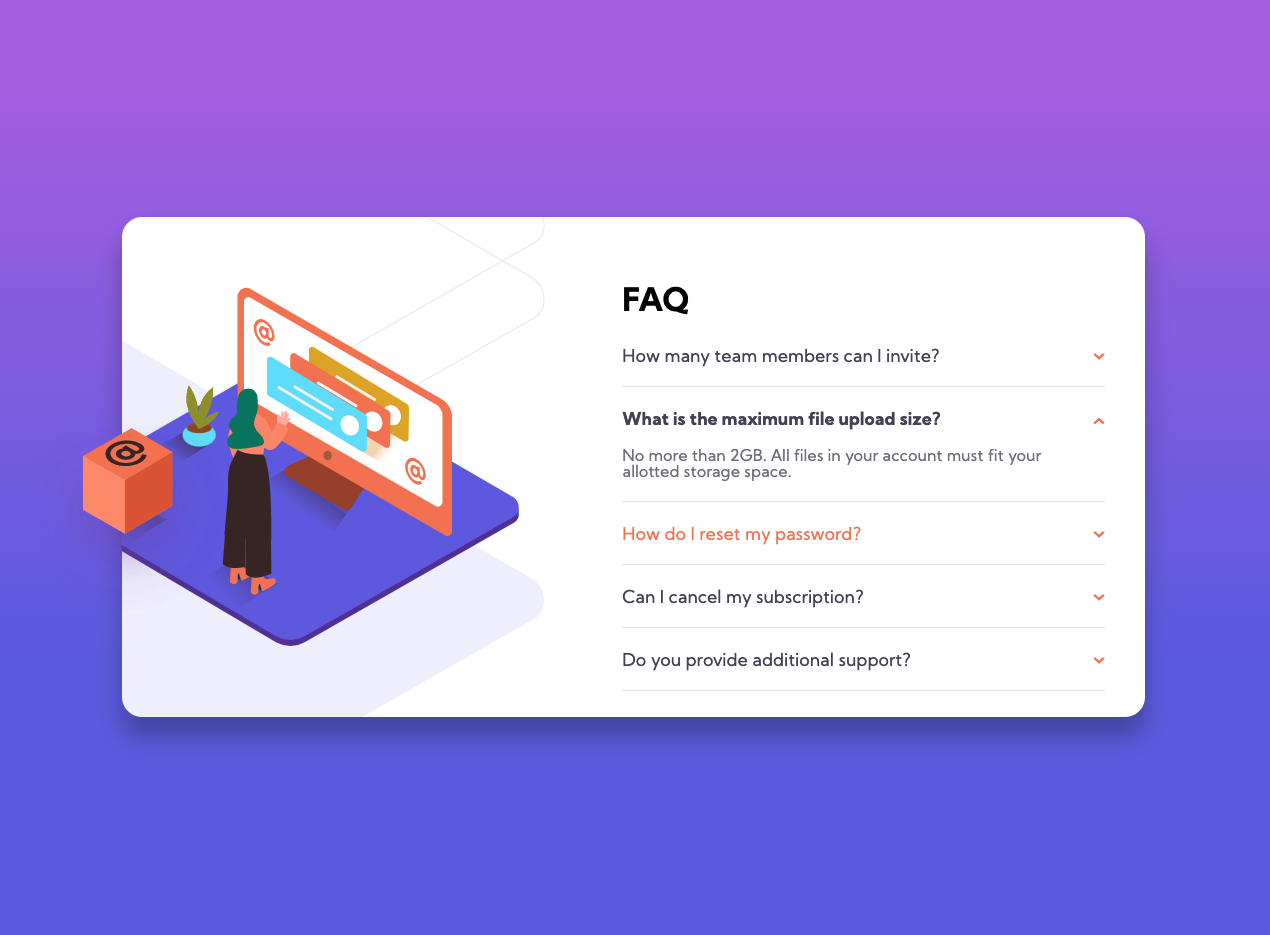 FAQ
How many team members can I invite?
What is the maximum file upload size?
No more than 2GB. All files in your account must fit your
allotted storage space.
How do I reset my password?
Can I cancel my subscription?
Do you provide additional support?
@
@
@